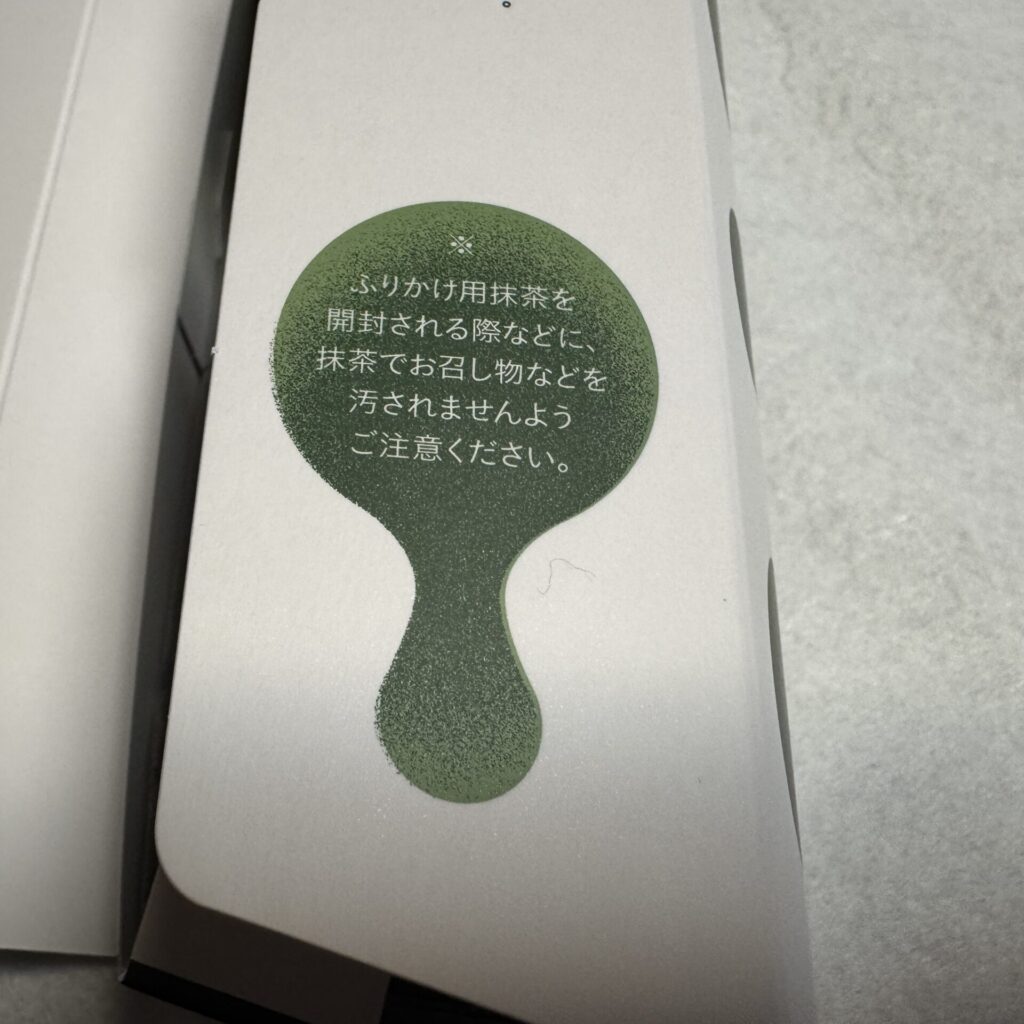 。
※
ふりかけ用抹茶を
開封される際などに、
抹茶でお召し物などを
汚されませんよう
ご注意ください。